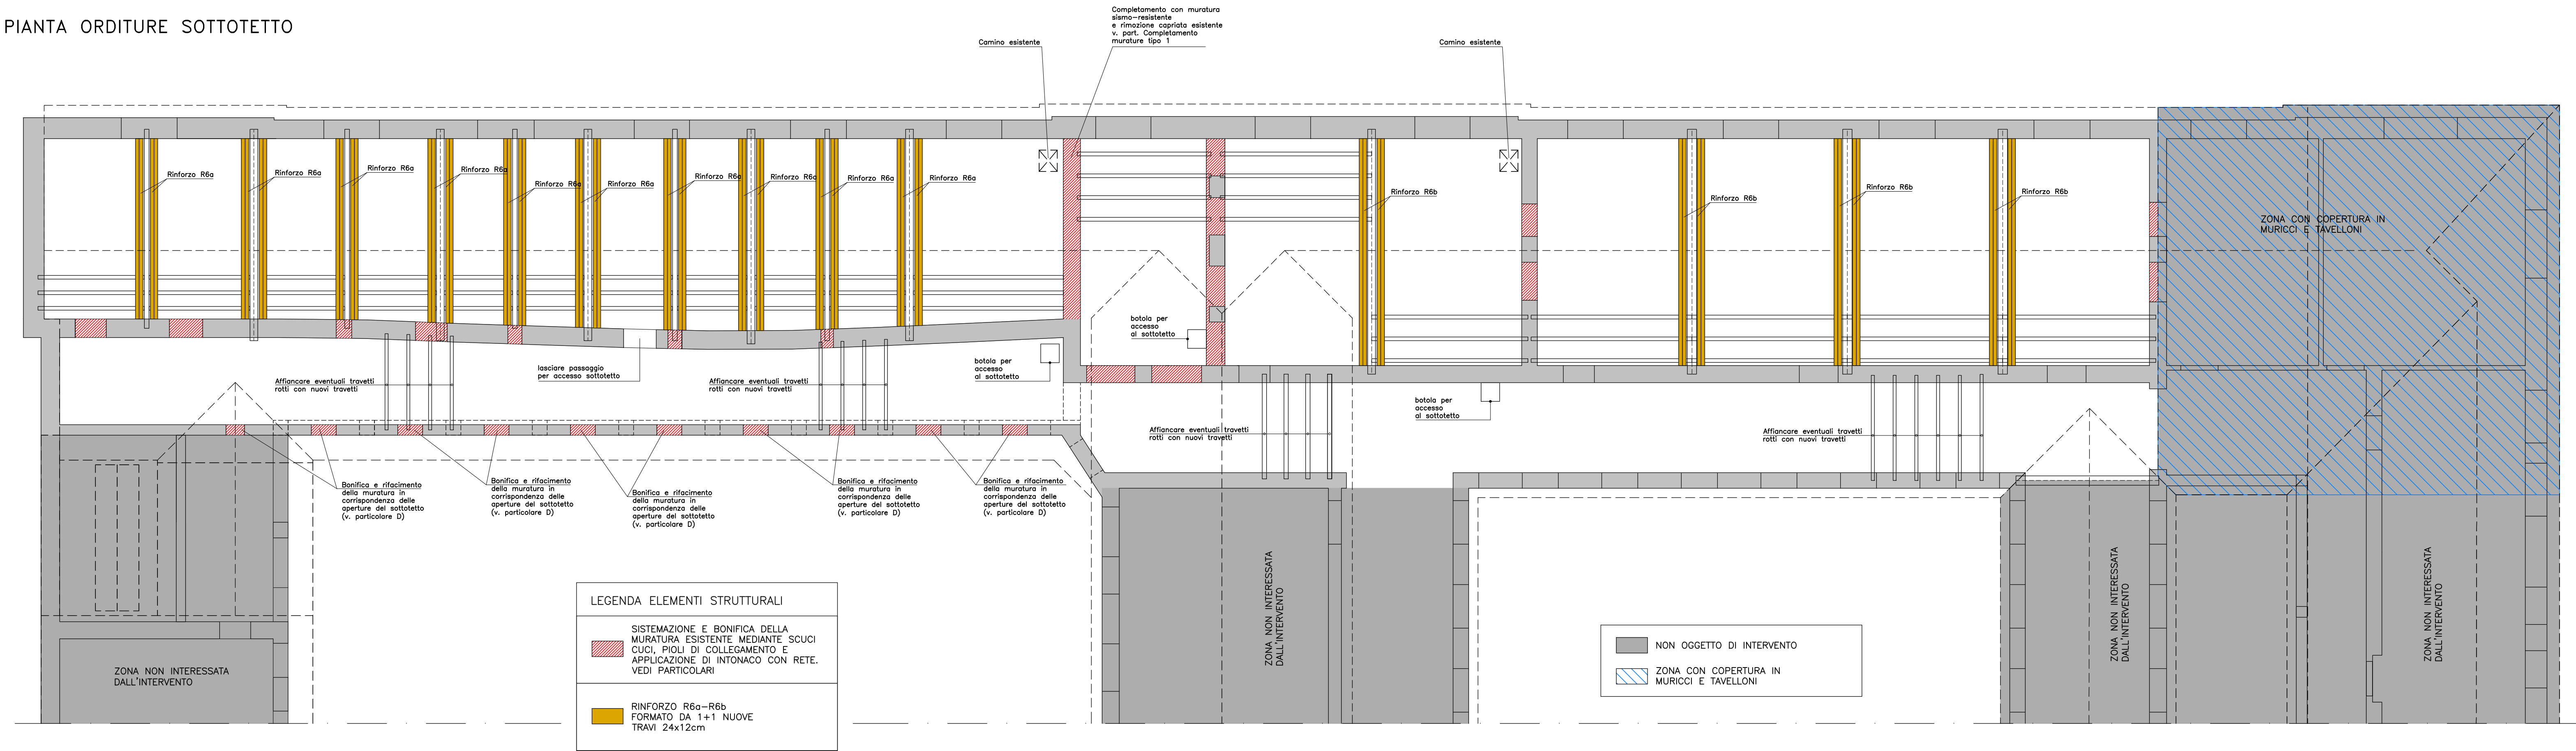 PIANTA ORDITURE SOTTOTETTO
Completamento con muratura
sismo-resistente
e rimozione capriata esistente
v. part. Completamento
murature tipo 1
Camino esistente
Camino esistente
Rinforzo R6a
Rinforzo R6a
Rinforzo R6a
Rinforzo R6a
Rinforzo R6a
Rinforzo R6a
Rinforzo R6a
Rinforzo R6a
Rinforzo R6a
Rinforzo R6a
Rinforzo R6b
Rinforzo R6b
Rinforzo R6b
Rinforzo R6b
ZONA CON COPERTURA IN
MURICCI E TAVELLONI
botola per
accesso
al sottotetto
lasciare passaggio
per accesso sottotetto
botola per
accesso
al sottotetto
Affiancare eventuali travetti
rotti con nuovi travetti
Affiancare eventuali travetti
rotti con nuovi travetti
botola per
accesso
al sottotetto
Affiancare eventuali travetti
rotti con nuovi travetti
Affiancare eventuali travetti
rotti con nuovi travetti
Bonifica e rifacimento
della muratura in
corrispondenza delle
aperture del sottotetto
(v. particolare D)
Bonifica e rifacimento
della muratura in
corrispondenza delle
aperture del sottotetto
(v. particolare D)
Bonifica e rifacimento
della muratura in
corrispondenza delle
aperture del sottotetto
(v. particolare D)
Bonifica e rifacimento
della muratura in
corrispondenza delle
aperture del sottotetto
(v. particolare D)
Bonifica e rifacimento
della muratura in
corrispondenza delle
aperture del sottotetto
(v. particolare D)
ZONA NON INTERESSATA
DALL'INTERVENTO
LEGENDA ELEMENTI STRUTTURALI
SISTEMAZIONE E BONIFICA DELLA
MURATURA ESISTENTE MEDIANTE SCUCI
CUCI, PIOLI DI COLLEGAMENTO E
APPLICAZIONE DI INTONACO CON RETE.
VEDI PARTICOLARI
RINFORZO R6a-R6b
FORMATO DA 1+1 NUOVE
TRAVI 24x12cm
ZONA NON INTERESSATA
DALL'INTERVENTO
NON OGGETTO DI INTERVENTO
ZONA CON COPERTURA IN
MURICCI E TAVELLONI
ZONA NON INTERESSATA
DALL'INTERVENTO
ZONA NON INTERESSATA
DALL'INTERVENTO